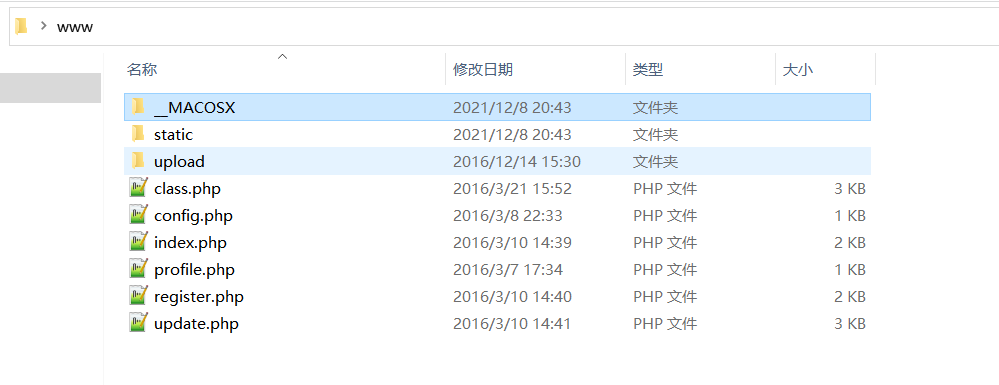 www
名称 修改日期 类型 大小
__MACOSX 2021/12/8 20:43 文件夹
static 2021/12/8 20:43 文件夹
upload 2016/12/14 15:30 文件夹
class.php 2016/3/21 15:52 PHP 文件 3 KB
config.php 2016/3/8 22:33 PHP 文件 1 KB
index.php 2016/3/10 14:39 PHP 文件 2 KB
profile.php 2016/3/7 17:34 PHP 文件 1 KB
register.php 2016/3/10 14:40 PHP 文件 2 KB
update.php 2016/3/10 14:41 PHP 文件 3 KB